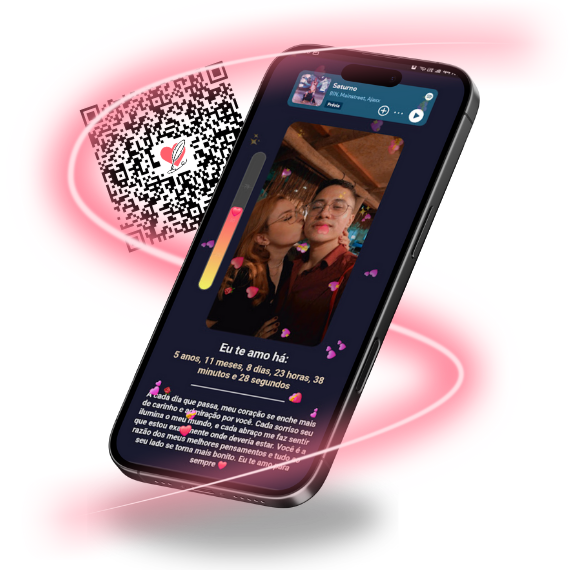 Saturno
BIN, Mainstreet, Ajaxx
Prévia
Eu te amo há:
5 anos, 11 meses, 8 dias, 23 horas, 38
minutos e 28 segundos
A cada dia que passa, meu coração se enche mais
de carinho e admiração por você. Cada sorriso seu
ilumina o meu mundo, e cada abraço me faz sentir
que estou exatamente onde deveria estar. Você é a
razão dos meus melhores pensamentos e tudo ao
seu lado se torna mais bonito. Eu te amo para
sempre